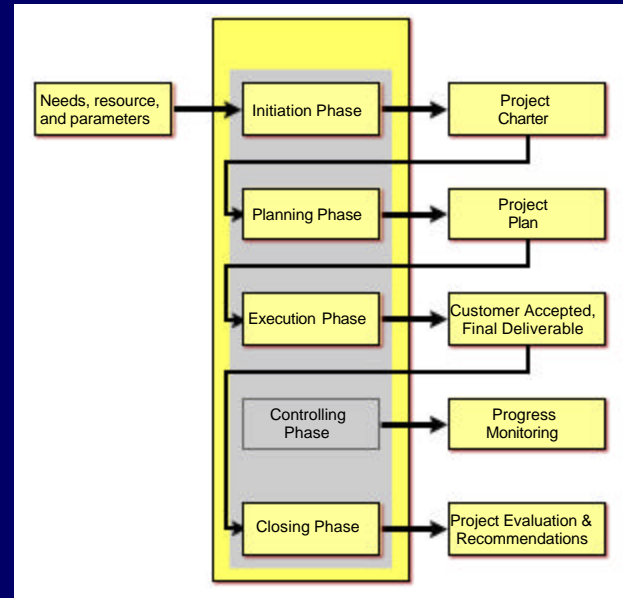 Needs, resource,
and parameters
Initiation Phase
Project
Charter
Planning Phase
Project
Plan
Execution Phase
Customer Accepted,
Final Deliverable
Controlling
Phase
Progress
Monitoring
Closing Phase
Project Evaluation &
Recommendations